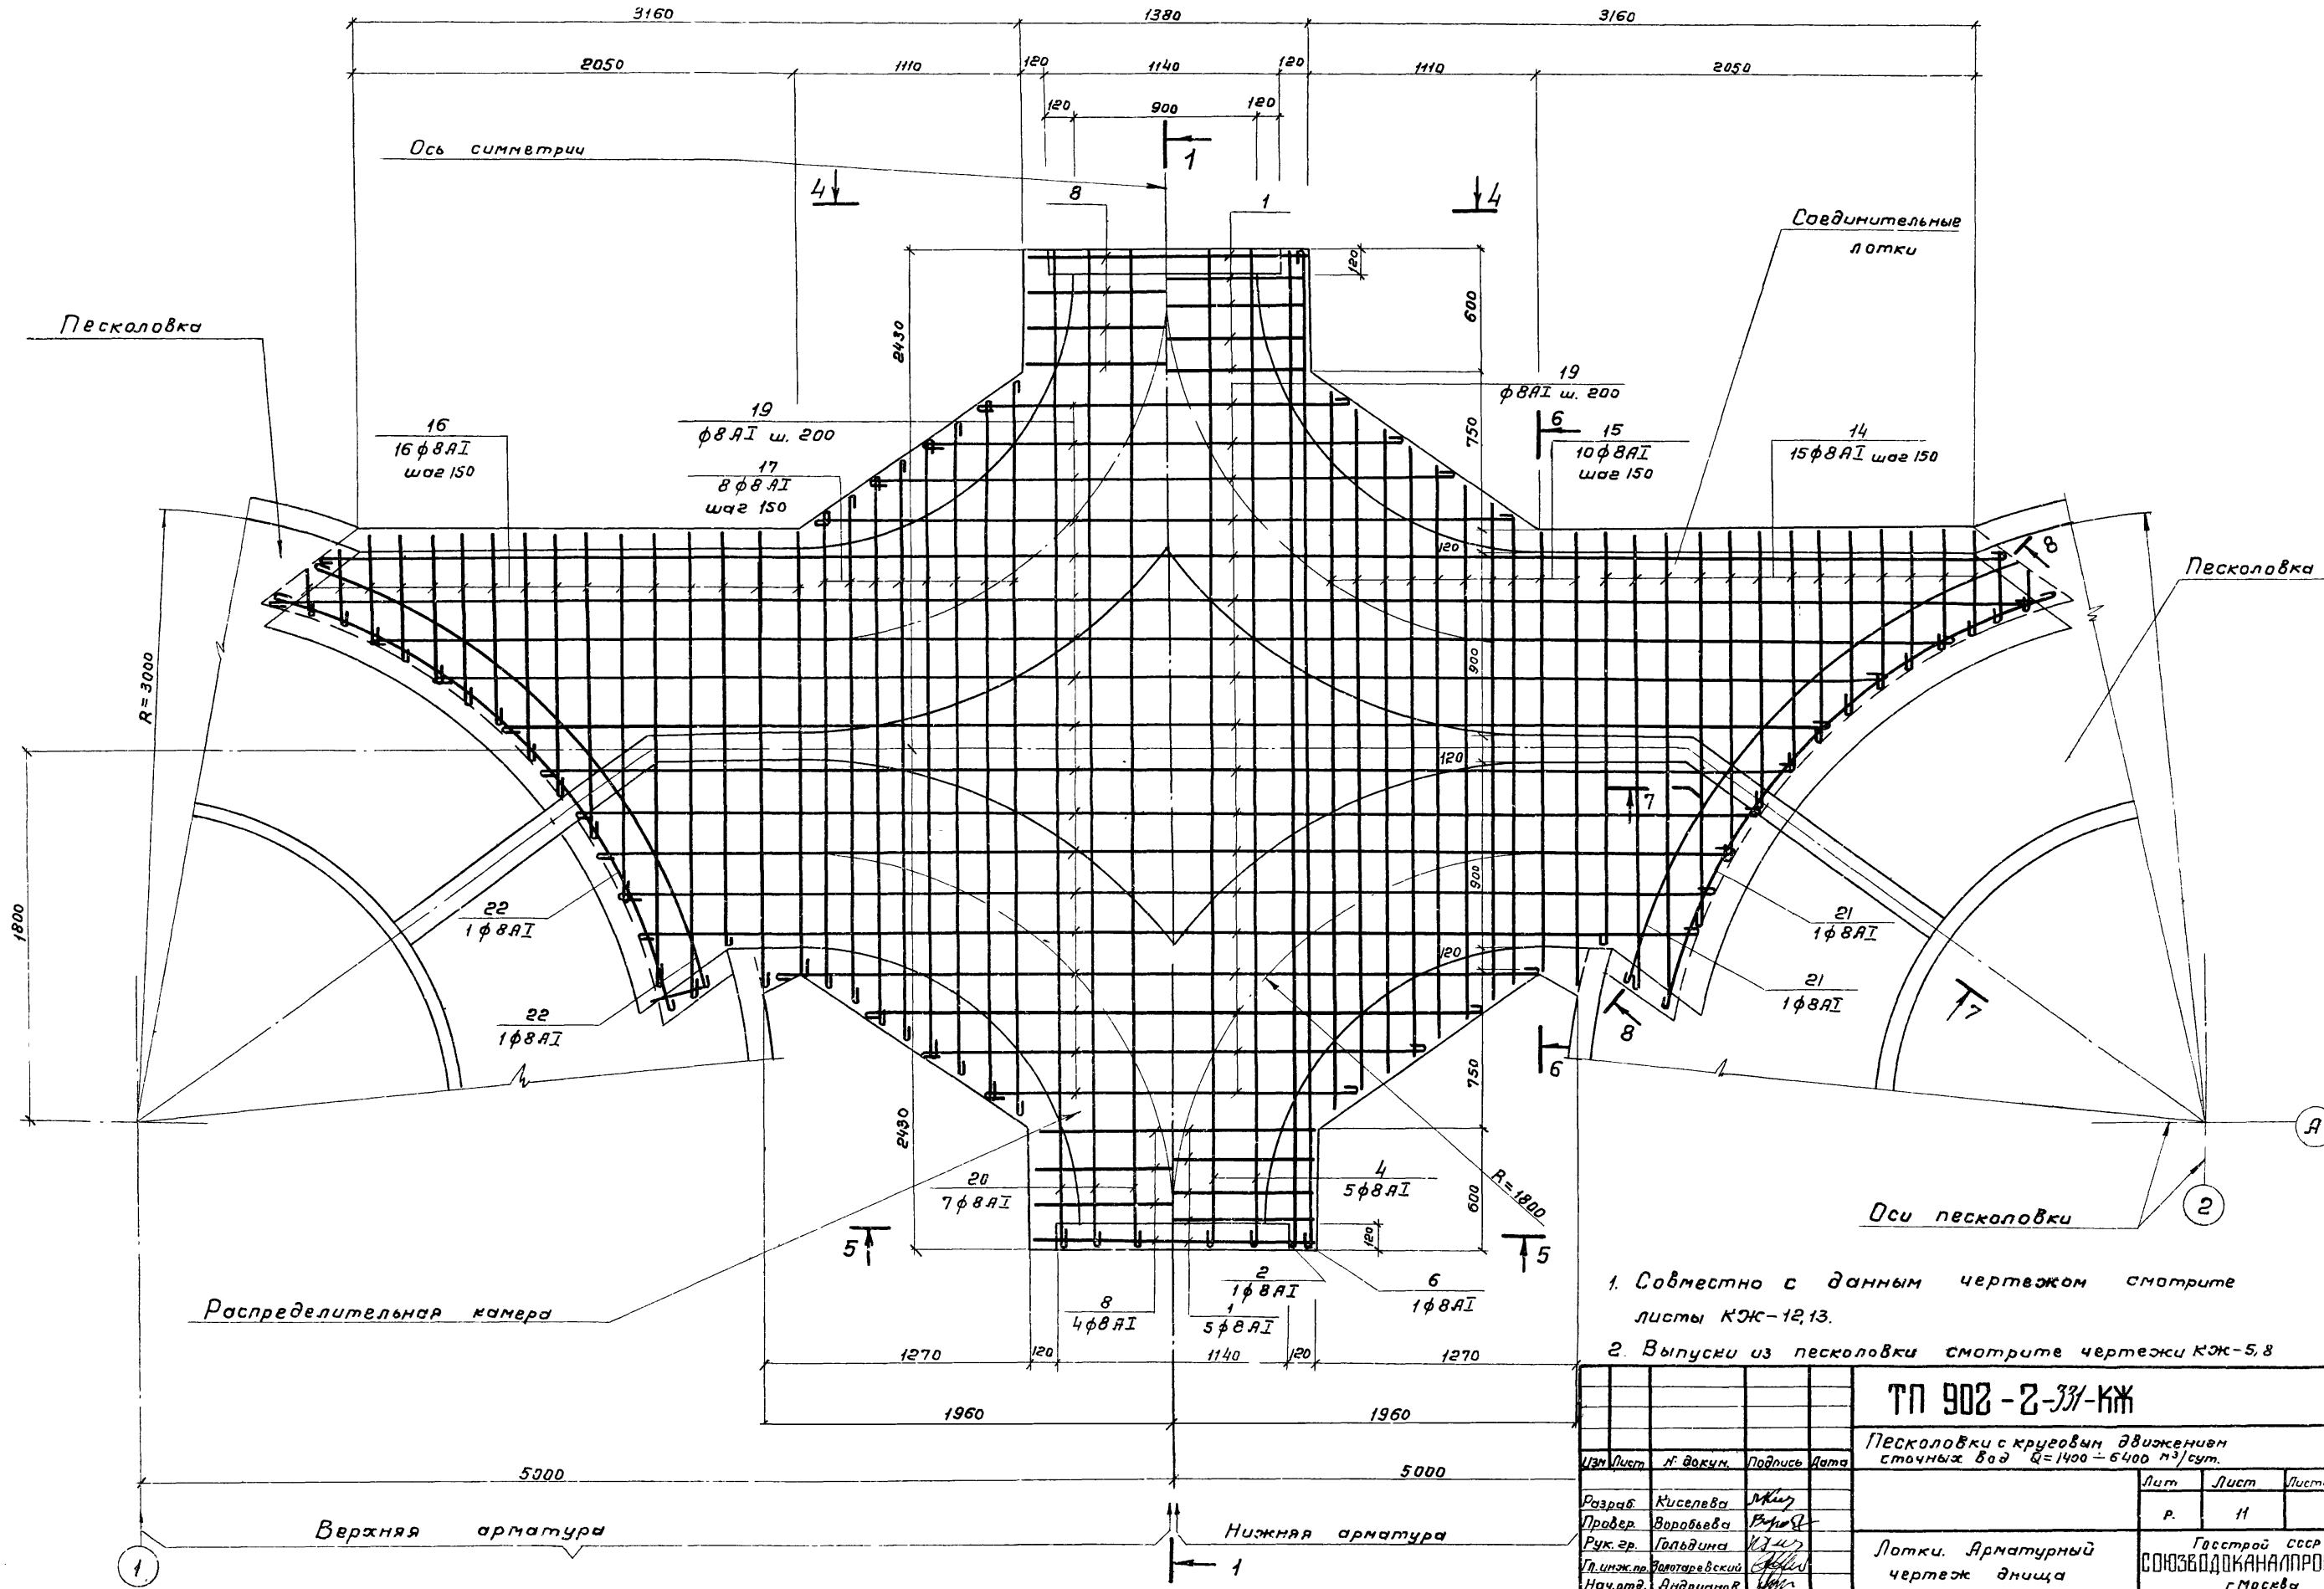 3160 1380 3160
2050 1110 120 1140 120 1110 2050
120 900 120
Ось симметрии
1
4 4
8 1
Соединительные
лотки
120
Песколовка
2430
600
19
ф8АI ш. 200
19
ф8АI ш. 200
16
16ф8АI
шаг 150
17
8ф8АI
шаг 150
750
6
15
10ф8АI
шаг 150
14
15ф8АI шаг 150
120
8
Песколовка
R=3000
900
120
7
1800
900
22
1ф8АI
21
1ф8АI
120
21
1ф8АI
22
1ф8АI
8
7
6
750
2430
А
20
7ф8АI
4
5ф8АI
R=1800
600
2
Оси песколовки
120
5 5
2
1ф8АI
6
1ф8АI
8
4ф8АI
1
5ф8АI
Распределительная камера
1. Совместно с данным чертежом смотрите
листы КЖ-12,13.
2. Выпуски из песколовки смотрите чертежи КЖ-5,8
1270 120 1140 120 1270
1960 1960
5000 5000
Верхняя арматура
Нижняя арматура
1
1
ТП 902-2-331-КЖ
Песколовки с круговым движением
сточных вод Q=1400÷6400 м³/сут.
Изм Лист № докум. Подпись Дата
Лит Лист Лист
Р. 11
Разраб. Киселева
Провер. Воробьева
Рук. гр. Гольдина
Гл. инж. пр. Золотаревский
Нач. отд. Андрианов
Лотки. Арматурный
чертеж днища
Госстрой СССР
СОЮЗВОДОКАНАЛПРО
г Москва